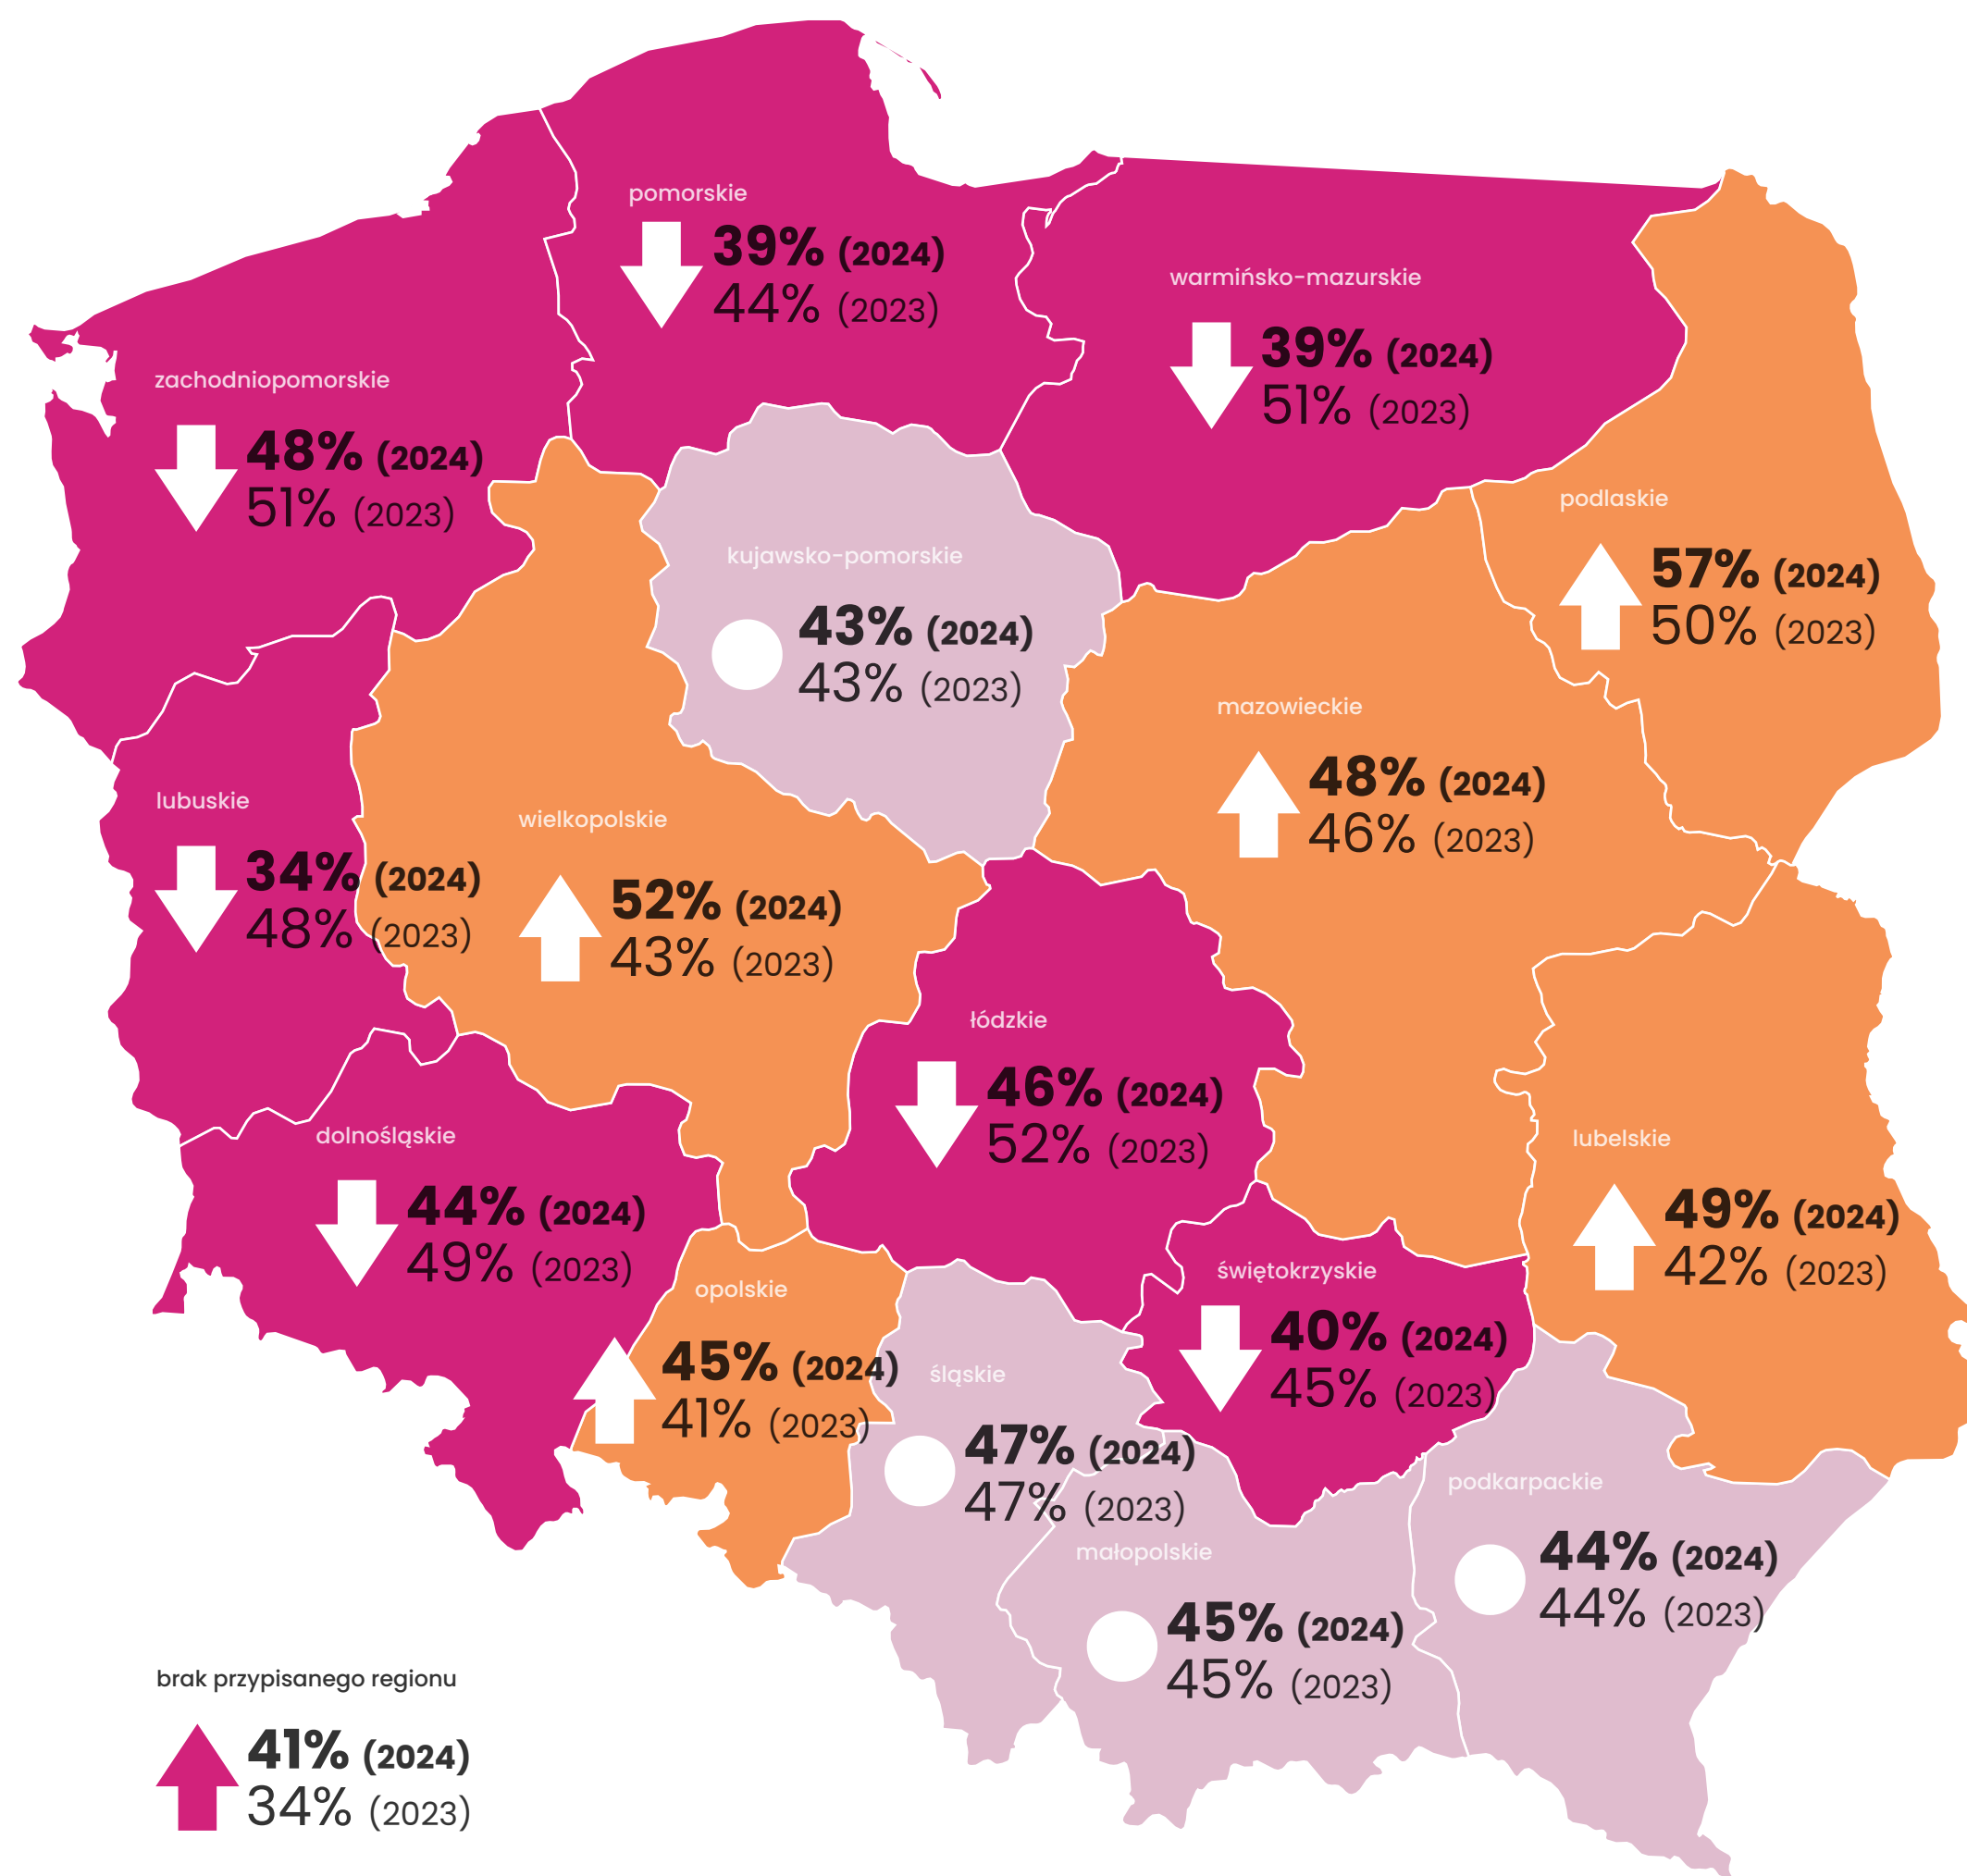 pomorskie
39% (2024)
44% (2023)
warmińsko-mazurskie
39% (2024)
51% (2023)
zachodniopomorskie
48% (2024)
51% (2023)
podlaskie
57% (2024)
50% (2023)
kujawsko-pomorskie
43% (2024)
43% (2023)
mazowieckie
48% (2024)
46% (2023)
lubuskie
34% (2024)
48% (2023)
wielkopolskie
52% (2024)
43% (2023)
łódzkie
46% (2024)
52% (2023)
dolnośląskie
44% (2024)
49% (2023)
lubelskie
49% (2024)
42% (2023)
świętokrzyskie
40% (2024)
45% (2023)
opolskie
45% (2024)
41% (2023)
śląskie
47% (2024)
47% (2023)
podkarpackie
44% (2024)
44% (2023)
małopolskie
45% (2024)
45% (2023)
brak przypisanego regionu
41% (2024)
34% (2023)